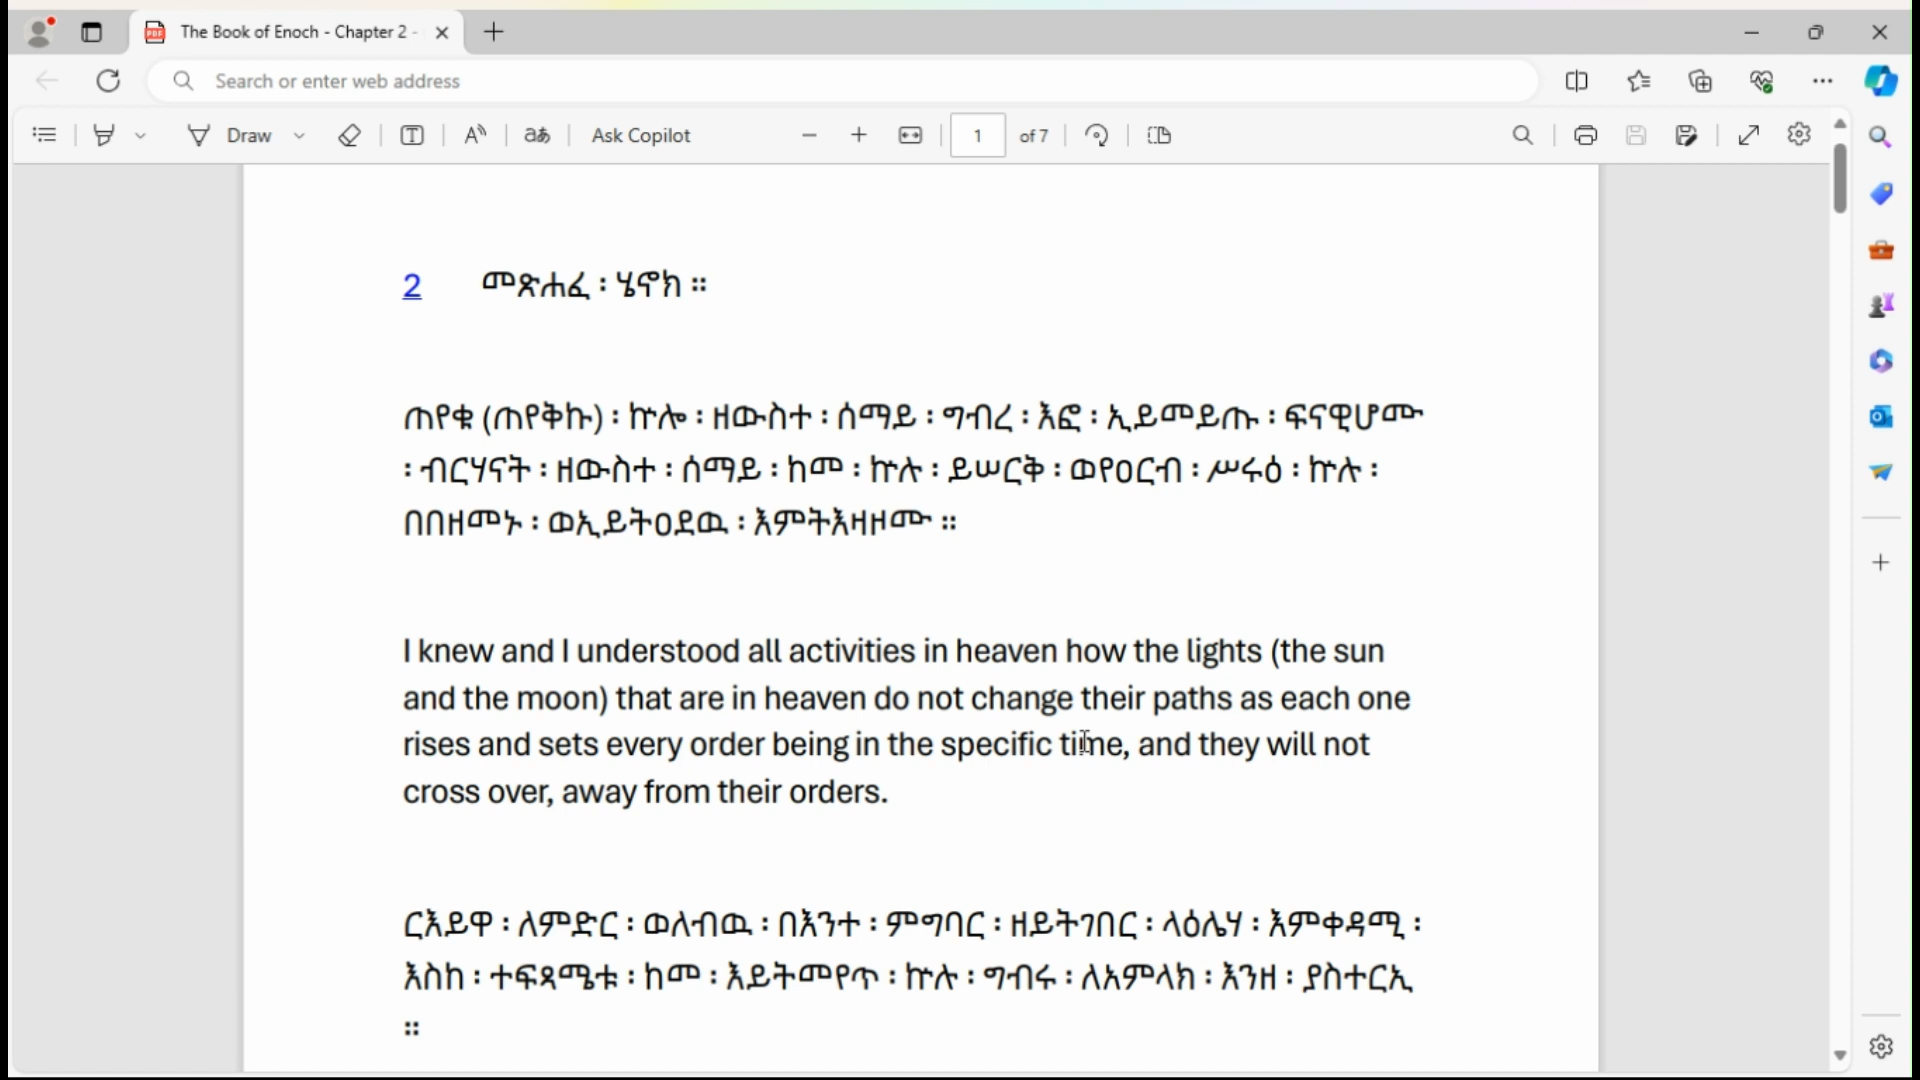 The Book of Enoch - Chapter 2 -
Search or enter web address
Draw
Ask Copilot
1 of 7
2 መጽሐፈ ፡ ሄኖክ ።
ጠየቁ (ጠየቅኩ) ፡ ኵሎ ፡ ዘውስተ ፡ ሰማይ ፡ ግብረ ፡ እፎ ፡ ኢይመይጡ ፡ ፍናዊሆሙ
፡ ብርሃናት ፡ ዘውስተ ፡ ሰማይ ፡ ከመ ፡ ኵሉ ፡ ይሠርቅ ፡ ወየዐርብ ፡ ሥሩዕ ፡ ኵሉ ፡
በበዘመኑ ፡ ወኢይትዐደዉ ፡ እምትእዛዞሙ ።
I knew and I understood all activities in heaven how the lights (the sun
and the moon) that are in heaven do not change their paths as each one
rises and sets every order being in the specific time, and they will not
cross over, away from their orders.
ርእይዋ ፡ ለምድር ፡ ወለብዉ ፡ በእንተ ፡ ምግባር ፡ ዘይትገበር ፡ ላዕሌሃ ፡ እምቀዳሚ ፡
እስከ ፡ ተፍጻሜቱ ፡ ከመ ፡ እይትመየጥ ፡ ኵሉ ፡ ግብሩ ፡ ለአምላክ ፡ እንዘ ፡ ያስተርኢ
።